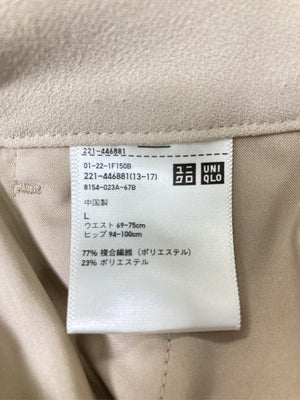 221-446881
01-22-1F150B
221-446881(13-17)
8154-023A-67B
ユニ
クロ
UNI
QLO
中国製
L
ウエスト 69-75cm
ヒップ 94-100cm
77% 複合繊維（ポリエステル）
23% ポリエステル